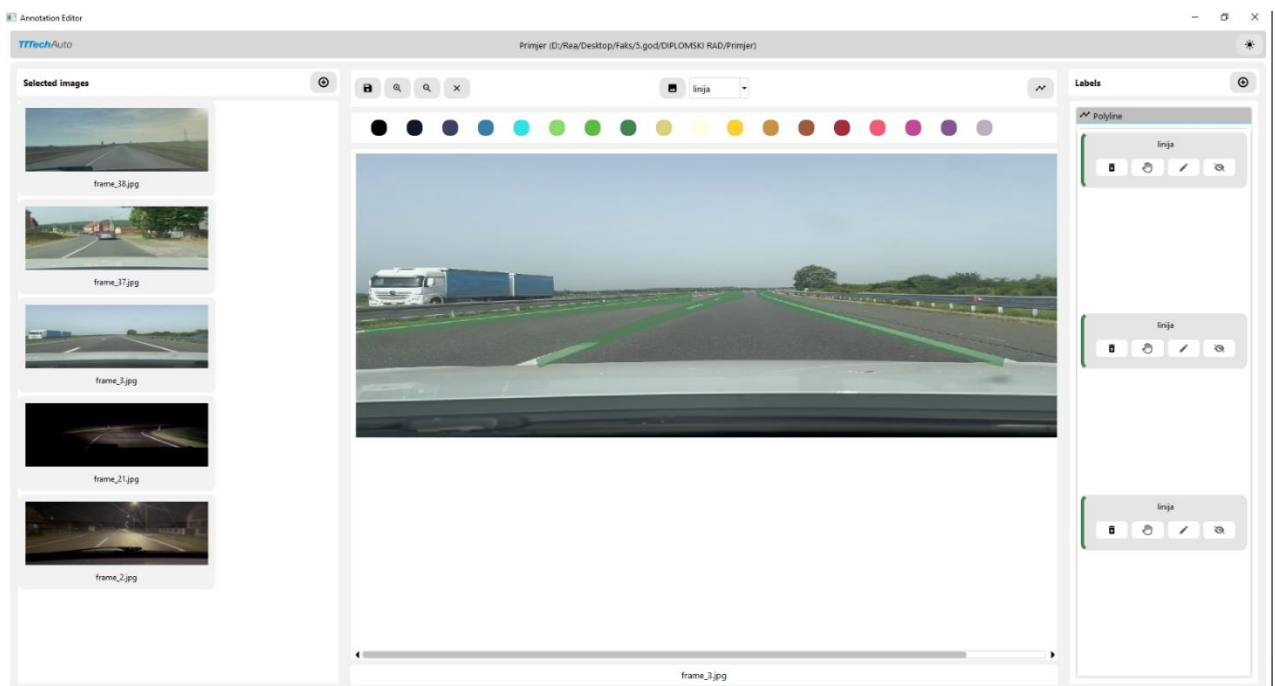 Annotation Editor
TTTechAuto
Primjer (D:/Rea/Desktop/Faks/5.god/DIPLOMSKI RAD/Primjer)
Selected images
frame_38.jpg
frame_37.jpg
frame_3.jpg
frame_21.jpg
frame_2.jpg
linija
frame_3.jpg
Labels
Polyline
linija
linija
linija